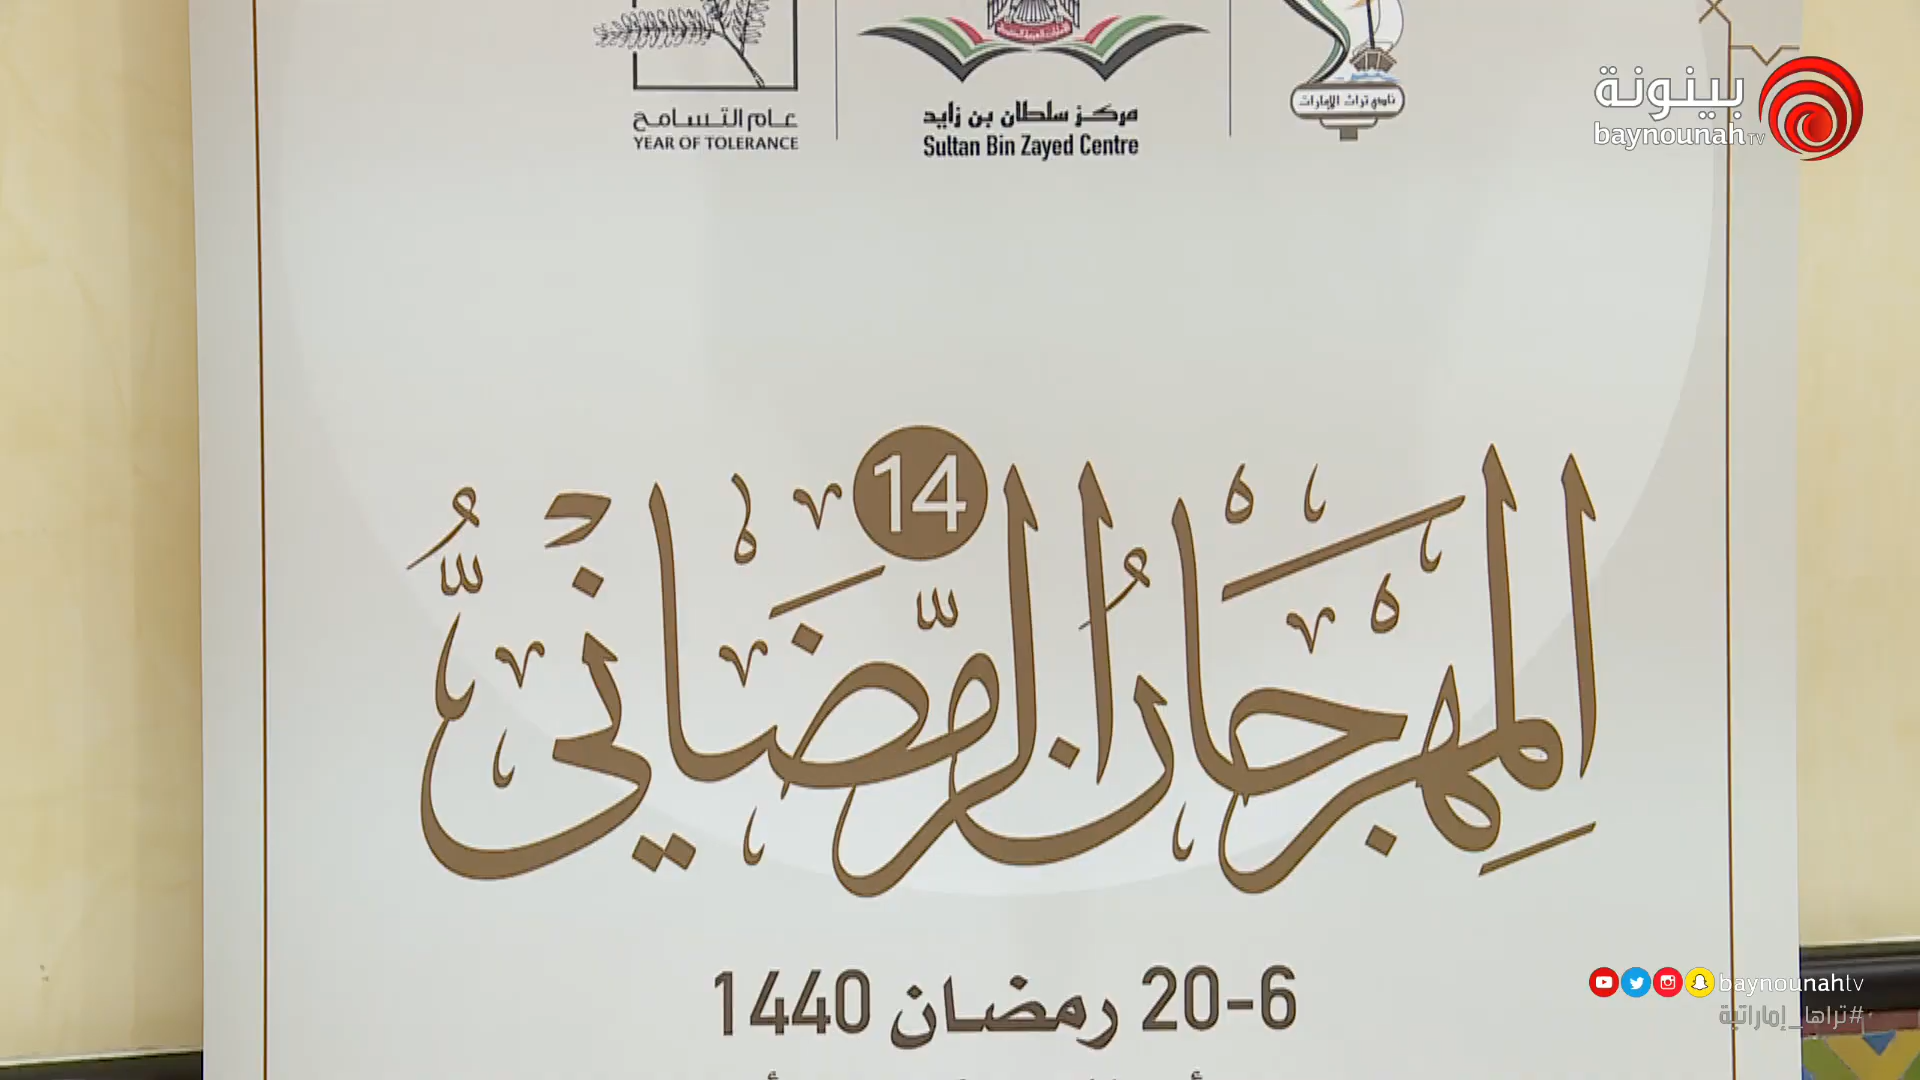 عام التسامح
YEAR OF TOLERANCE
مركز سلطان بن زايد
Sultan Bin Zayed Centre
نادي تراث الإمارات
بينونة
baynounah TV
14
المهرجان الرمضاني
6-20 رمضان 1440
baynounahtv
#تراها_إماراتية